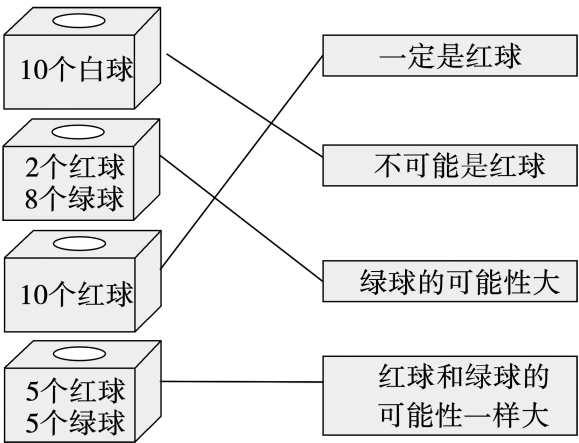 10个白球
一定是红球
2个红球
8个绿球
不可能是红球
10个红球
绿球的可能性大
5个红球
5个绿球
红球和绿球的
可能性一样大